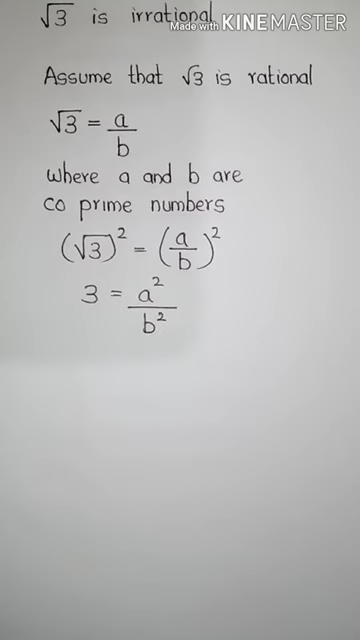 √3 is irrational
Made with KINEMASTER
Assume that √3 is rational
√3 = a/b
where a and b are
co prime numbers
(√3)² = (a/b)²
3 = a²/b²